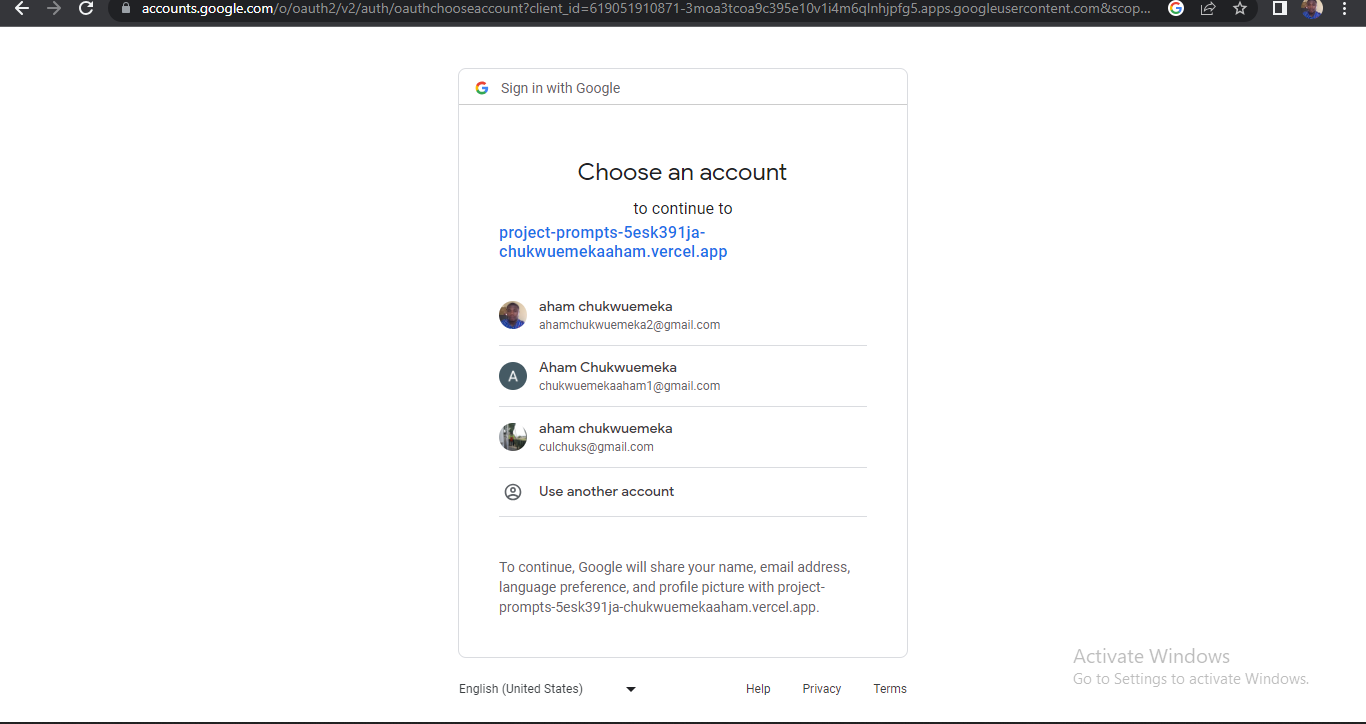 accounts.google.com/o/oauth2/v2/auth/oauthchooseaccount?client_id=619051910871-3moa3tcoa9c395e10v1i4m6qlnhjpfg5.apps.googleusercontent.com&scop...
Sign in with Google
Choose an account
to continue to
project-prompts-5esk391ja-
chukwuemekaaham.vercel.app
aham chukwuemeka
ahamchukwuemeka2@gmail.com
A
Aham Chukwuemeka
chukwuemekaaham1@gmail.com
aham chukwuemeka
culchuks@gmail.com
Use another account
To continue, Google will share your name, email address,
language preference, and profile picture with project-
prompts-5esk391ja-chukwuemekaaham.vercel.app.
English (United States)
Help Privacy Terms
Activate Windows
Go to Settings to activate Windows.